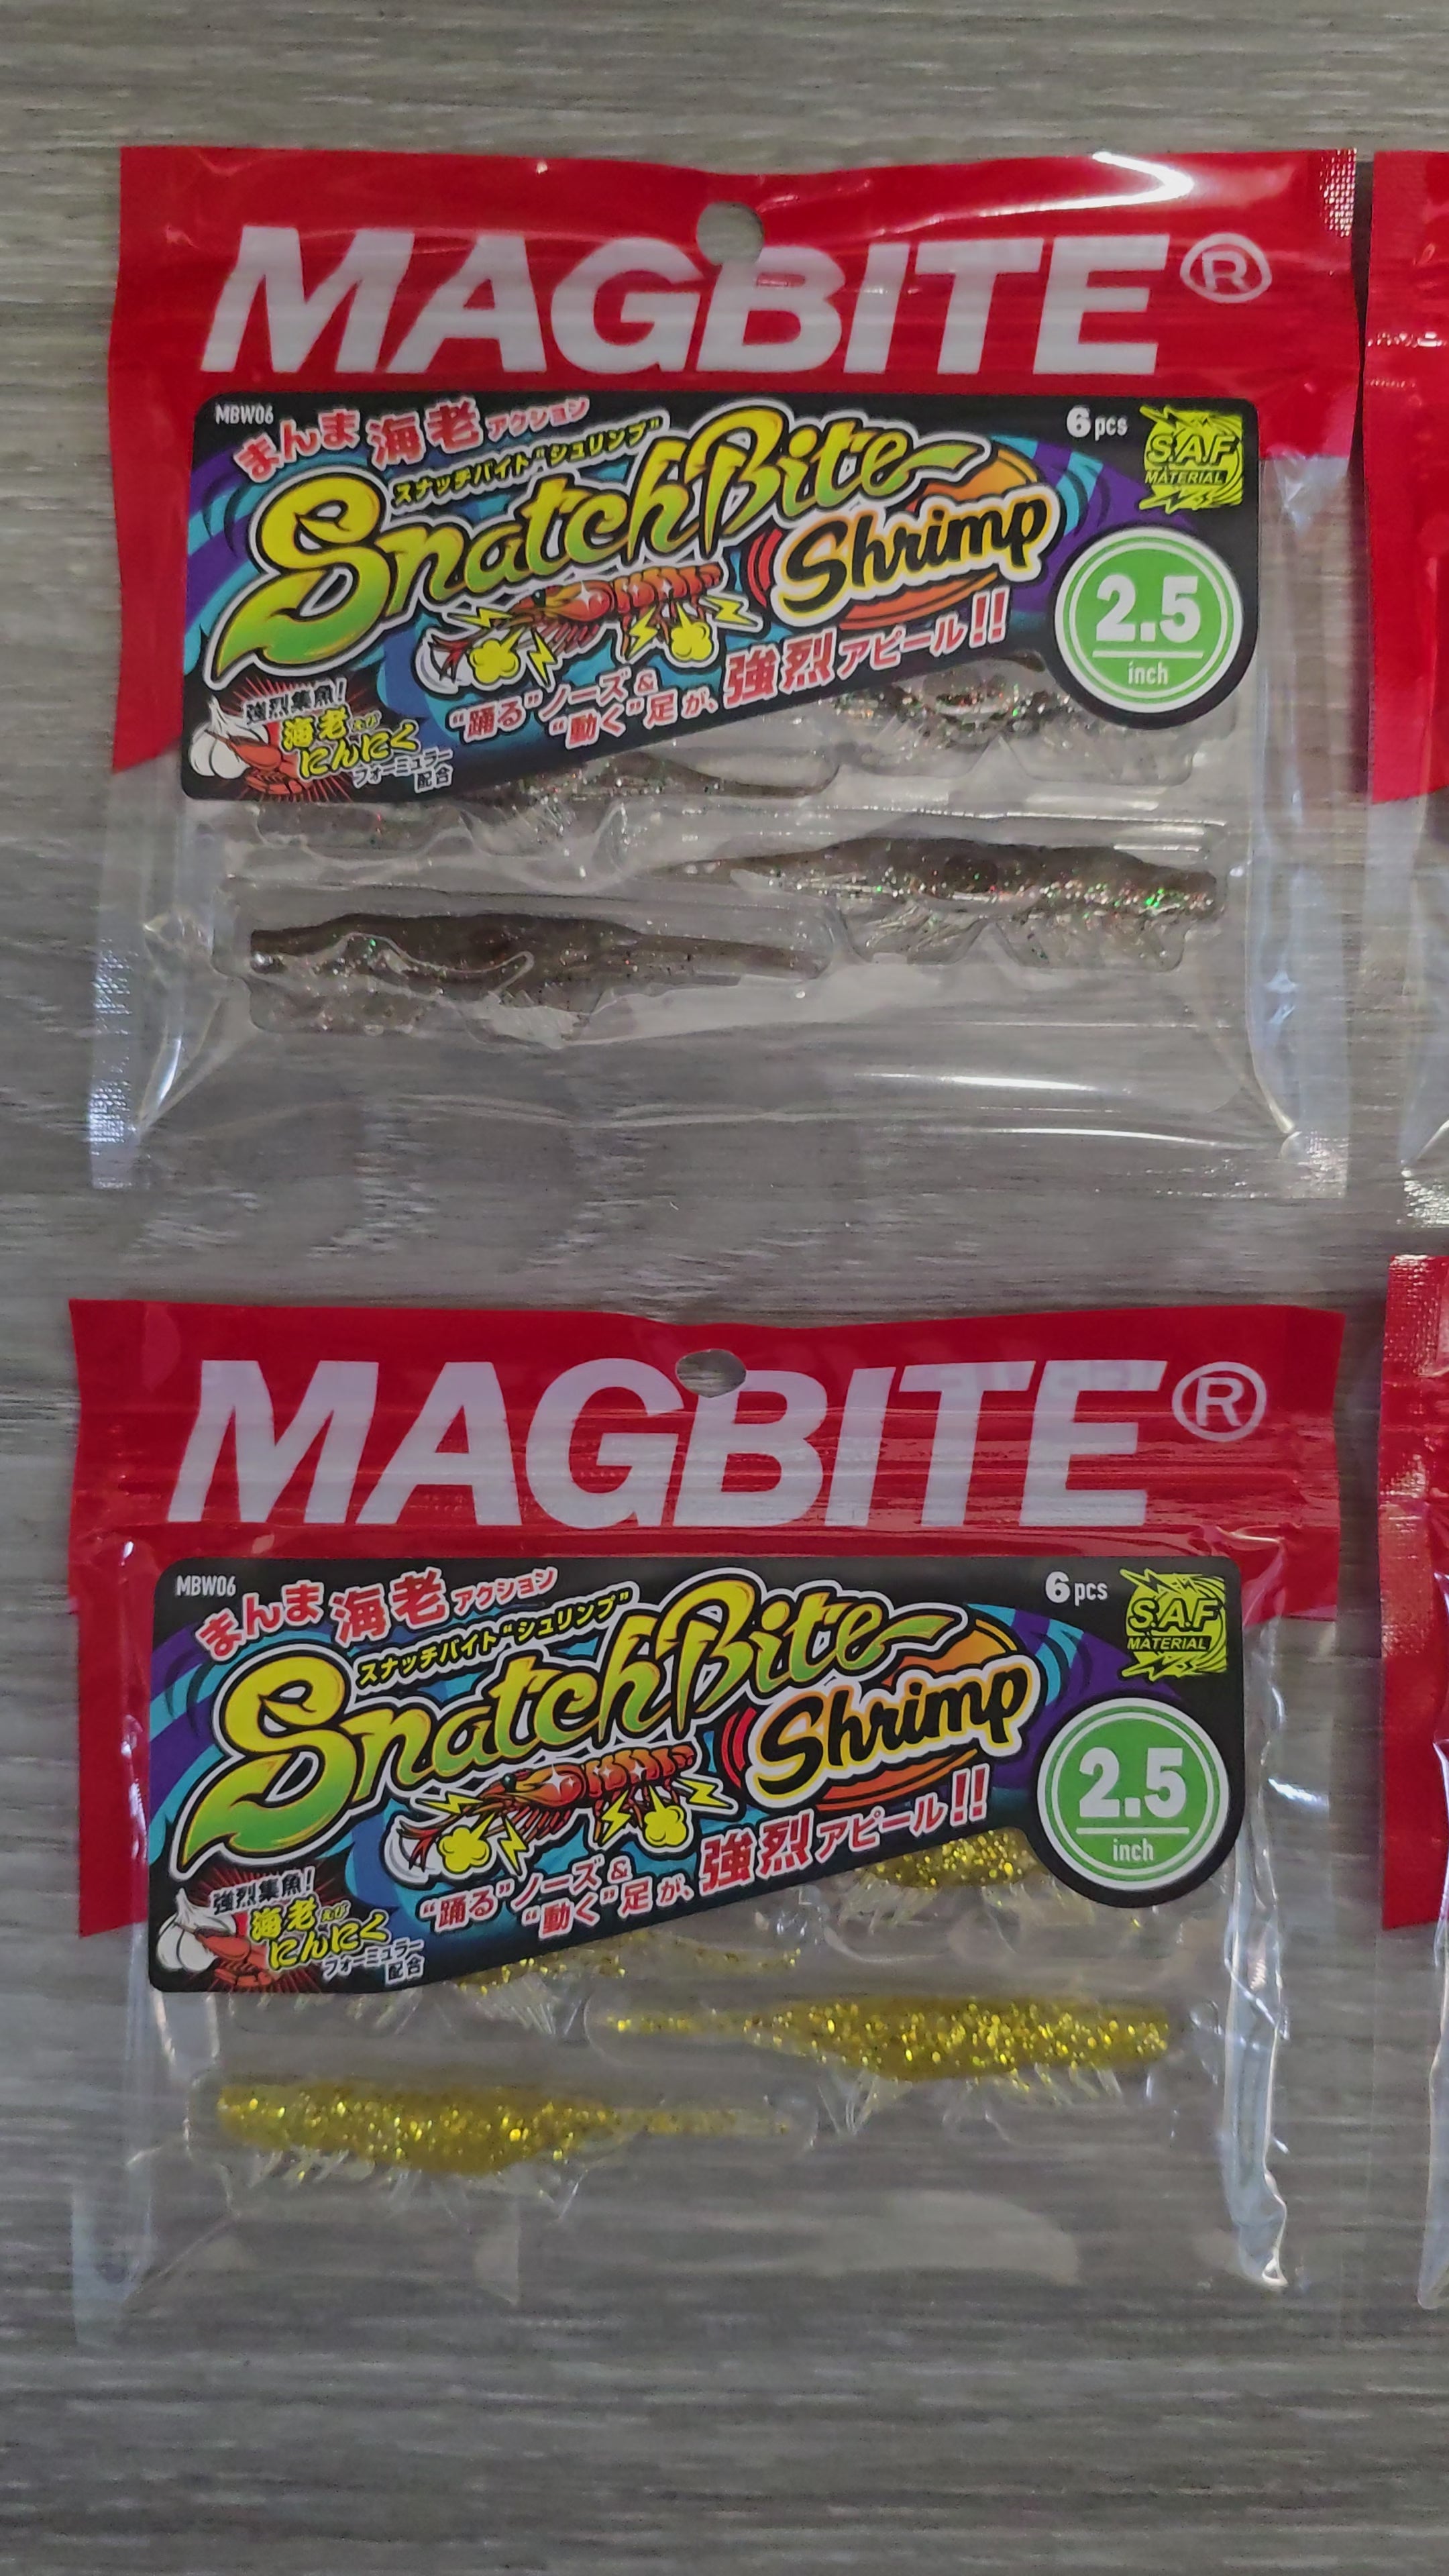 MAGBITE®
MBW06
まんま海老アクション
6pcs
S.A.F
MATERIAL
スナッチバイト"シュリンプ"
SnatchBite
Shrimp
2.5
inch
"踊る"ノーズ&
"動く"足が、強烈アピール!!
強烈集魚!
海老えび
にんにく
フォーミュラー
配合
MAGBITE®
MBW06
まんま海老アクション
6pcs
S.A.F
MATERIAL
スナッチバイト"シュリンプ"
SnatchBite
Shrimp
2.5
inch
"踊る"ノーズ&
"動く"足が、強烈アピール!!
強烈集魚!
海老えび
にんにく
フォーミュラー
配合